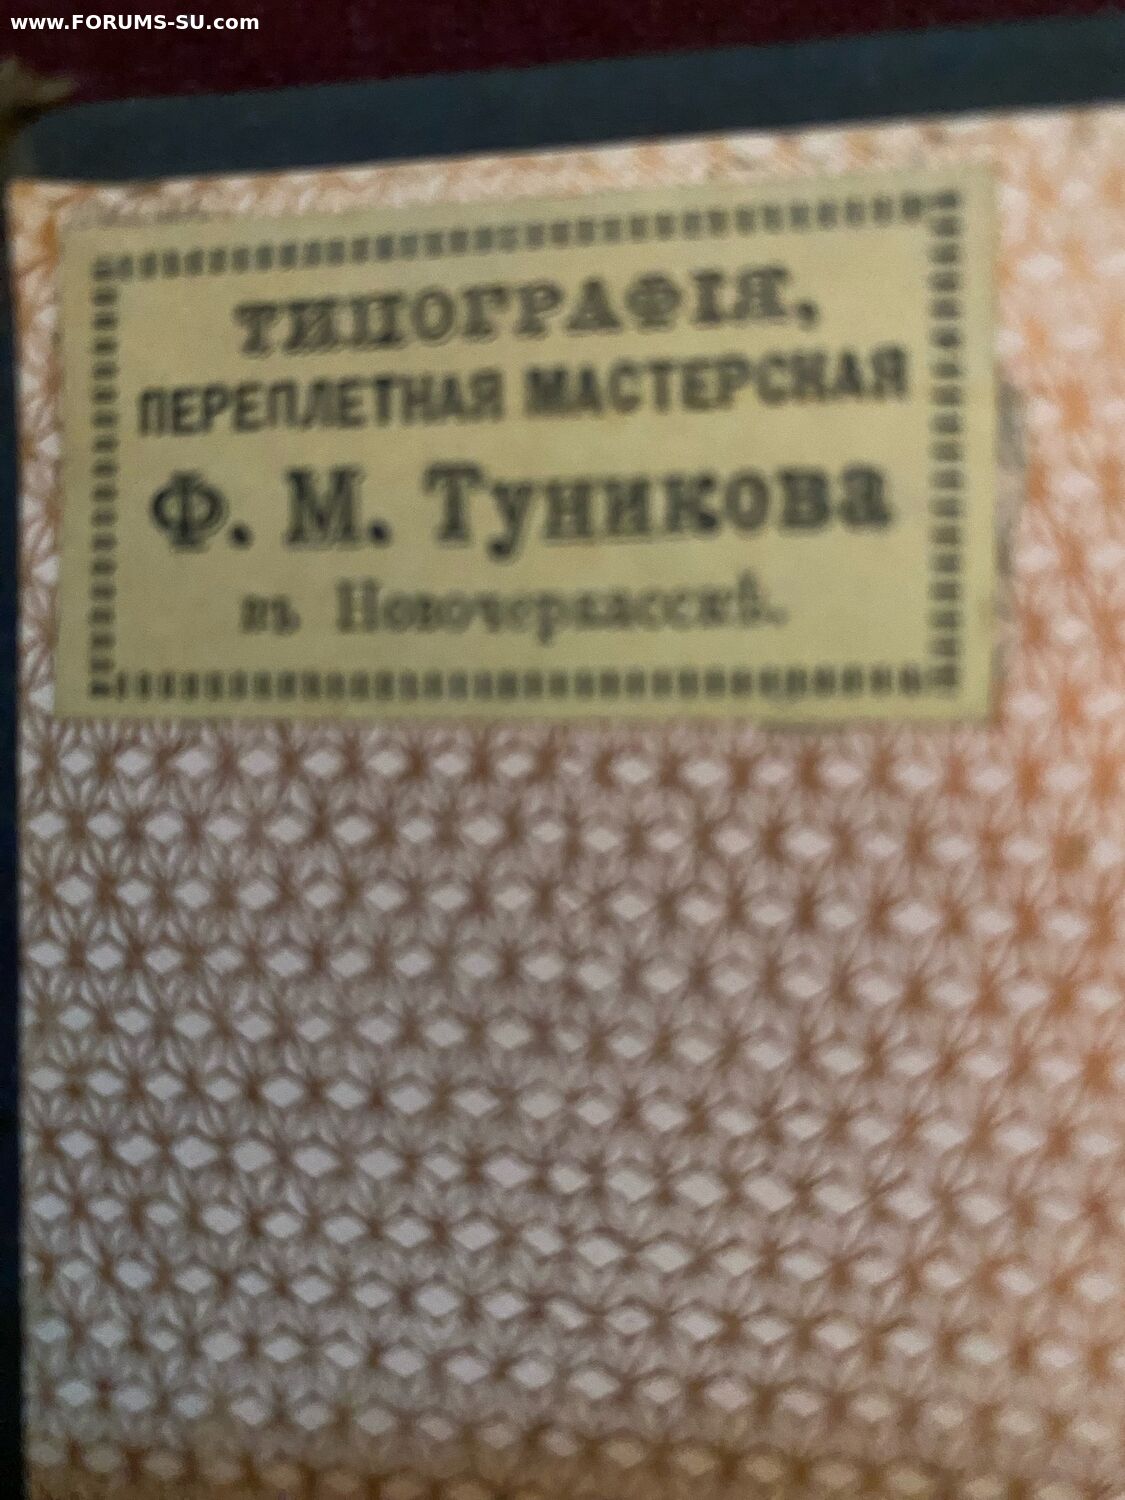 www.FORUMS-SU.com
ТИПОГРАФІЯ,
ПЕРЕПЛЕТНАЯ МАСТЕРСКАЯ
Ф. М. Туникова
въ Новочеркасскѣ.